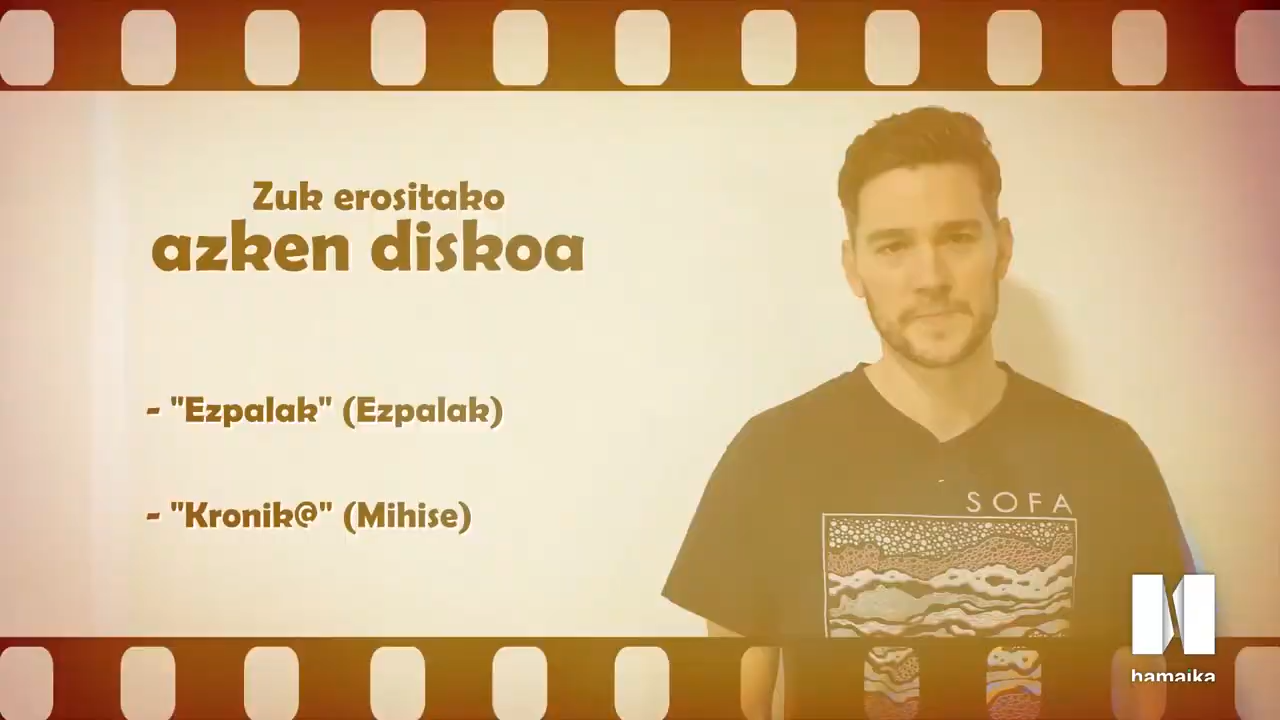 Zuk erositako
azken diskoa
- "Ezpalak" (Ezpalak)
- "Kronik@" (Mihise)
SOFA
hamaika